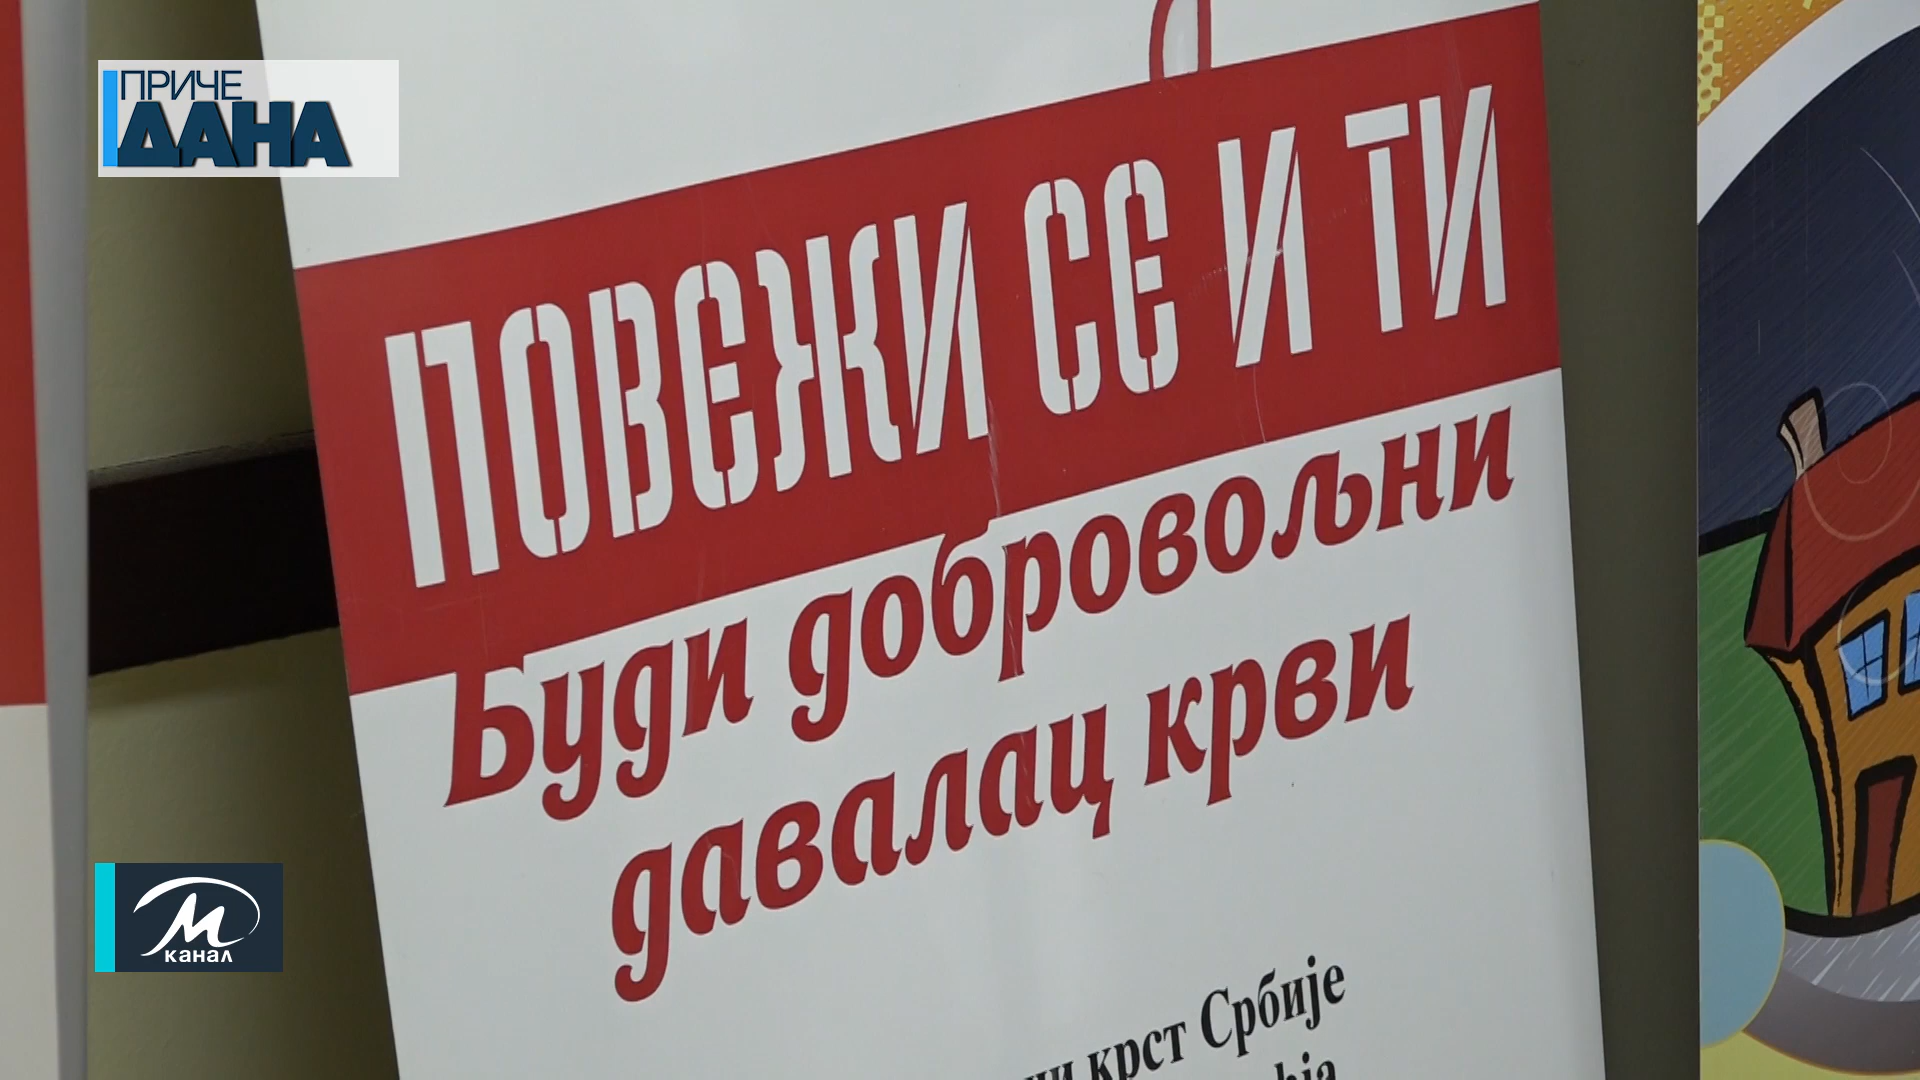 ПРИЧЕ
ДАНА
ПОВЕЖИ СЕ И ТИ
Буди добровољни
давалац крви
крст Србије
М
канал